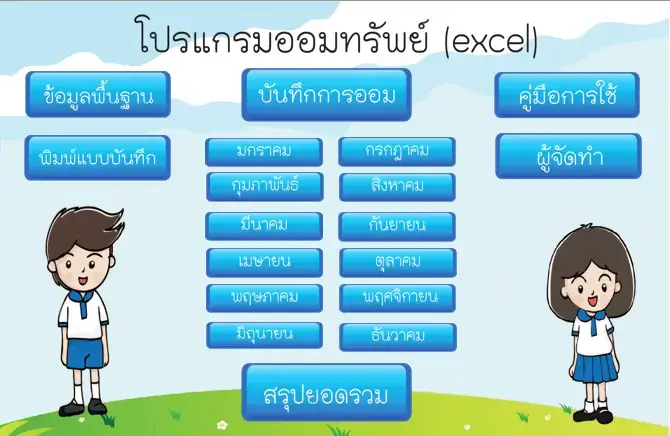 โปรแกรมออมทรัพย์ (excel)
ข้อมูลพื้นฐาน
บันทึกการออม
คู่มือการใช้
พิมพ์แบบบันทึก
ผู้จัดทำ
มกราคม
กรกฎาคม
กุมภาพันธ์
สิงหาคม
มีนาคม
กันยายน
เมษายน
ตุลาคม
พฤษภาคม
พฤศจิกายน
มิถุนายน
ธันวาคม
สรุปยอดรวม